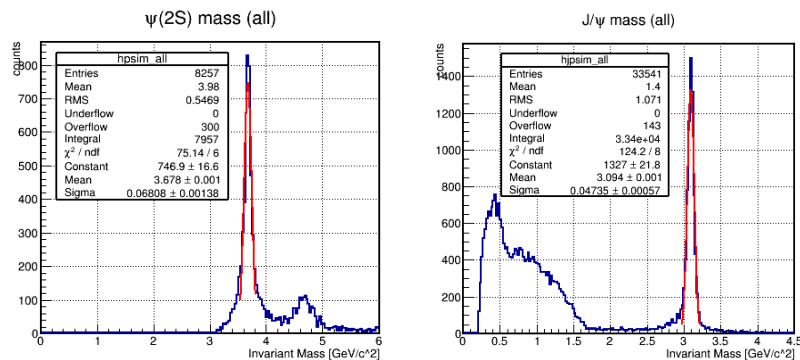 ψ(2S) mass (all)
counts
hpsim_all
Entries 8257
Mean 3.98
RMS 0.5469
Underflow 0
Overflow 300
Integral 7957
χ² / ndf 75.14 / 6
Constant 746.9 ± 16.6
Mean 3.678 ± 0.001
Sigma 0.06808 ± 0.00138
800
700
600
500
400
300
200
100
0
0 1 2 3 4 5 6
Invariant Mass [GeV/c^2]
J/ψ mass (all)
counts
hjpsim_all
Entries 33541
Mean 1.4
RMS 1.071
Underflow 0
Overflow 143
Integral 3.34e+04
χ² / ndf 124.2 / 8
Constant 1327 ± 21.8
Mean 3.094 ± 0.001
Sigma 0.04735 ± 0.00057
1400
1200
1000
800
600
400
200
0
0 0.5 1 1.5 2 2.5 3 3.5 4 4.5
Invariant Mass [GeV/c^2]